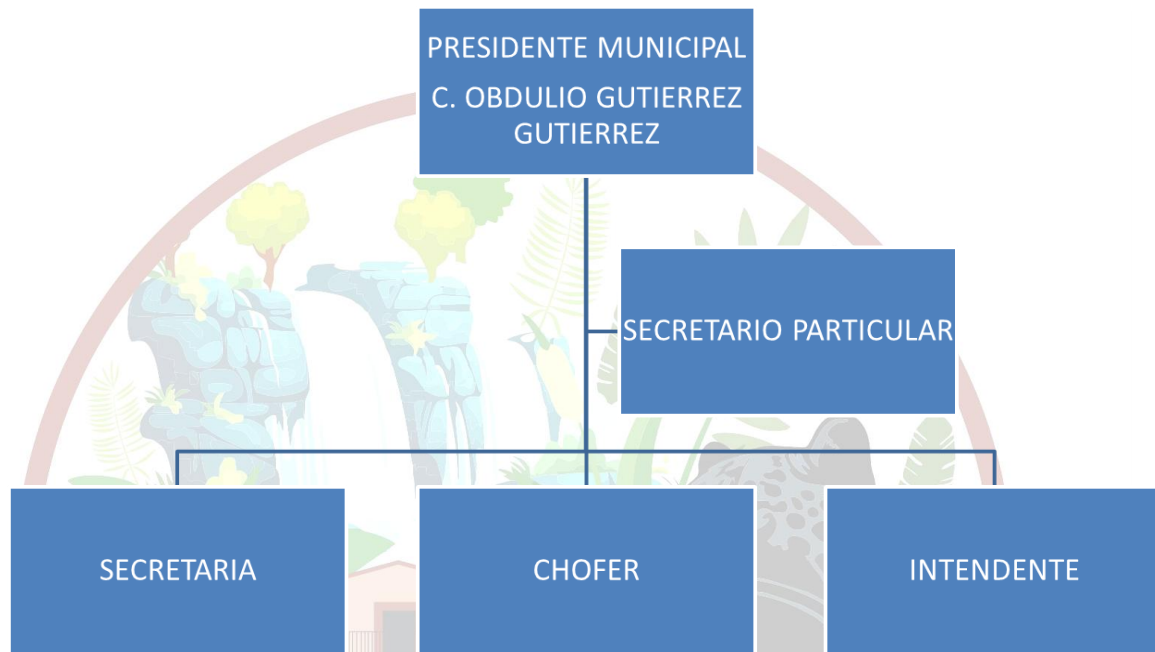 PRESIDENTE MUNICIPAL
C. OBDULIO GUTIERREZ
GUTIERREZ
SECRETARIO PARTICULAR
SECRETARIA
CHOFER
INTENDENTE